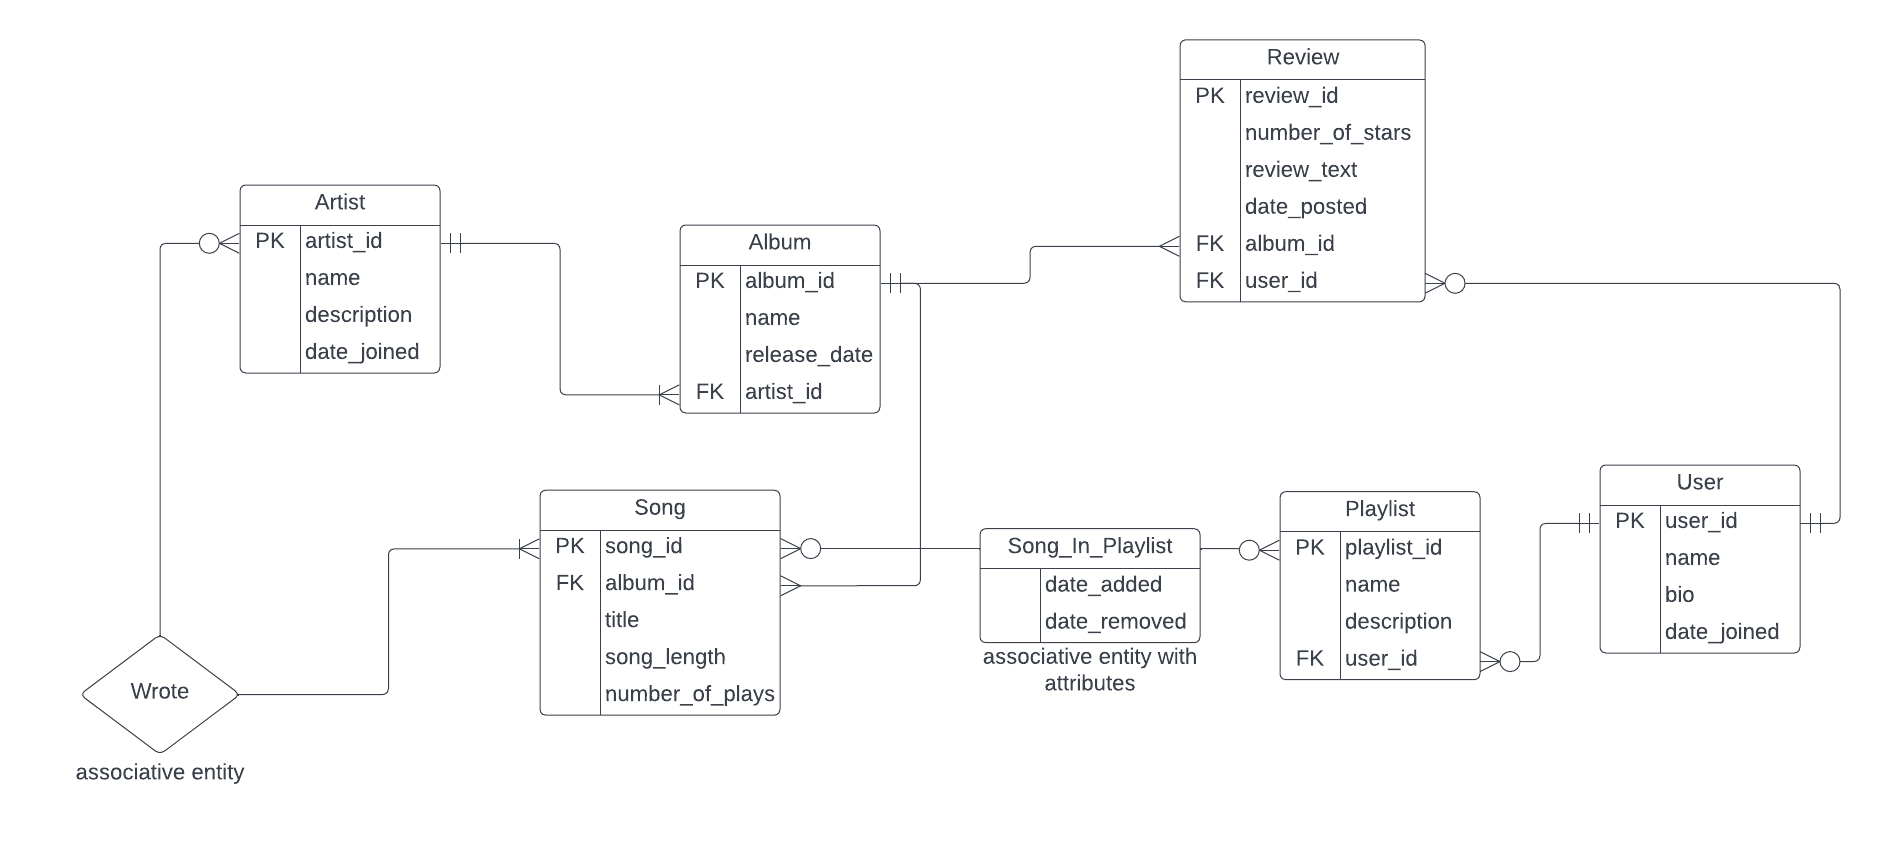 Review
PK review_id
number_of_stars
review_text
date_posted
FK album_id
FK user_id
Artist
PK artist_id
name
description
date_joined
Album
PK album_id
name
release_date
FK artist_id
Song
PK song_id
FK album_id
title
song_length
number_of_plays
Song_In_Playlist
date_added
date_removed
associative entity with
attributes
Playlist
PK playlist_id
name
description
FK user_id
User
PK user_id
name
bio
date_joined
Wrote
associative entity